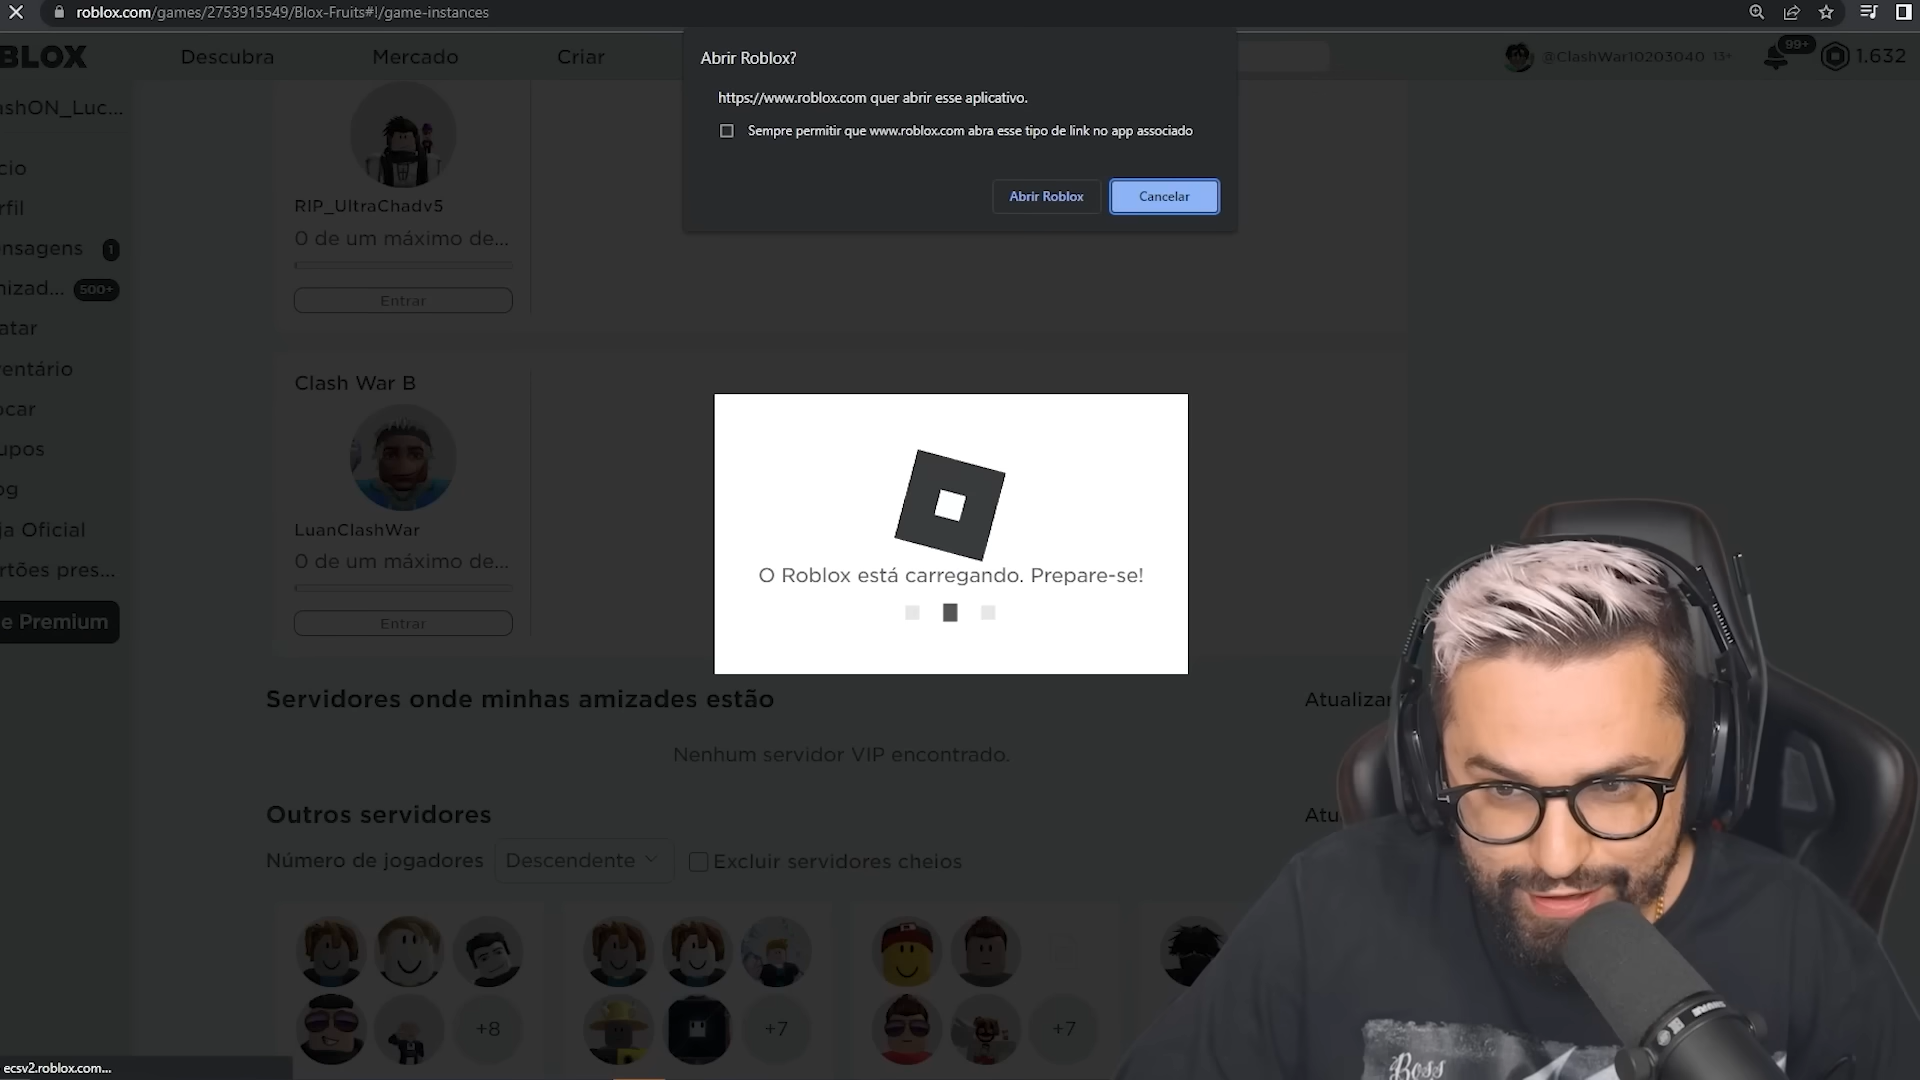 roblox.com/games/2753915549/Blox-Fruits#!/game-instances
BLOX
Descubra
Mercado
Criar
@ClashWar10203040 13+
99+
1.632
Abrir Roblox?
https://www.roblox.com quer abrir esse aplicativo.
Sempre permitir que www.roblox.com abra esse tipo de link no app associado
Abrir Roblox
Cancelar
ashON_Luc...
cio
rfil
nsagens 1
nizad... 500+
atar
entário
ocar
upos
og
ja Oficial
rtões pres...
e Premium
RIP_UltraChadv5
0 de um máximo de...
Entrar
Clash War B
LuanClashWar
0 de um máximo de...
Entrar
O Roblox está carregando. Prepare-se!
Servidores onde minhas amizades estão
Atualizar
Nenhum servidor VIP encontrado.
Outros servidores
Atu
Número de jogadores
Descendente
Excluir servidores cheios
+8
+7
+7
Boss
ecsv2.roblox.com...